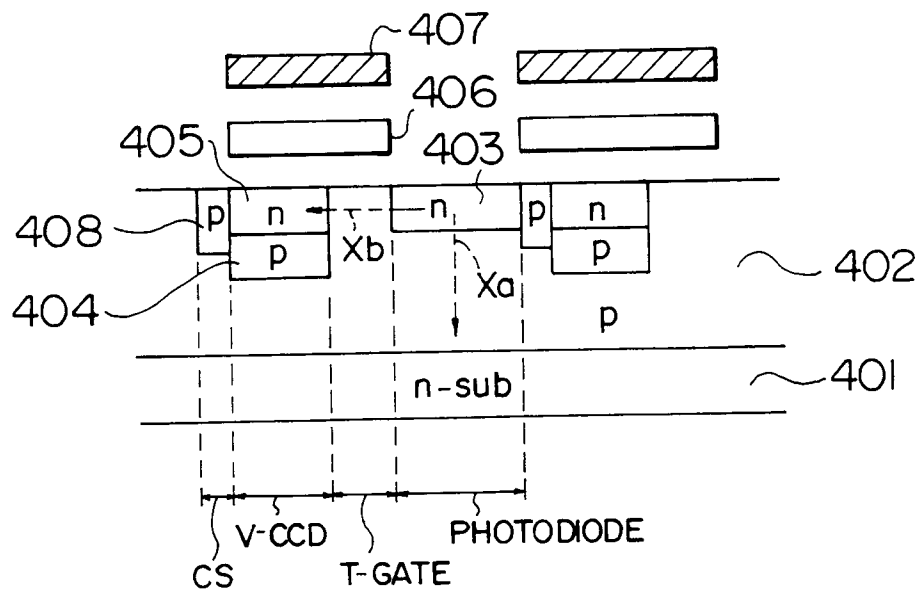 407
406
405
403
p
n
n
p
n
408
Xb
p
p
Xa
402
404
p
n-sub
401
V-CCD
PHOTODIODE
CS
T-GATE